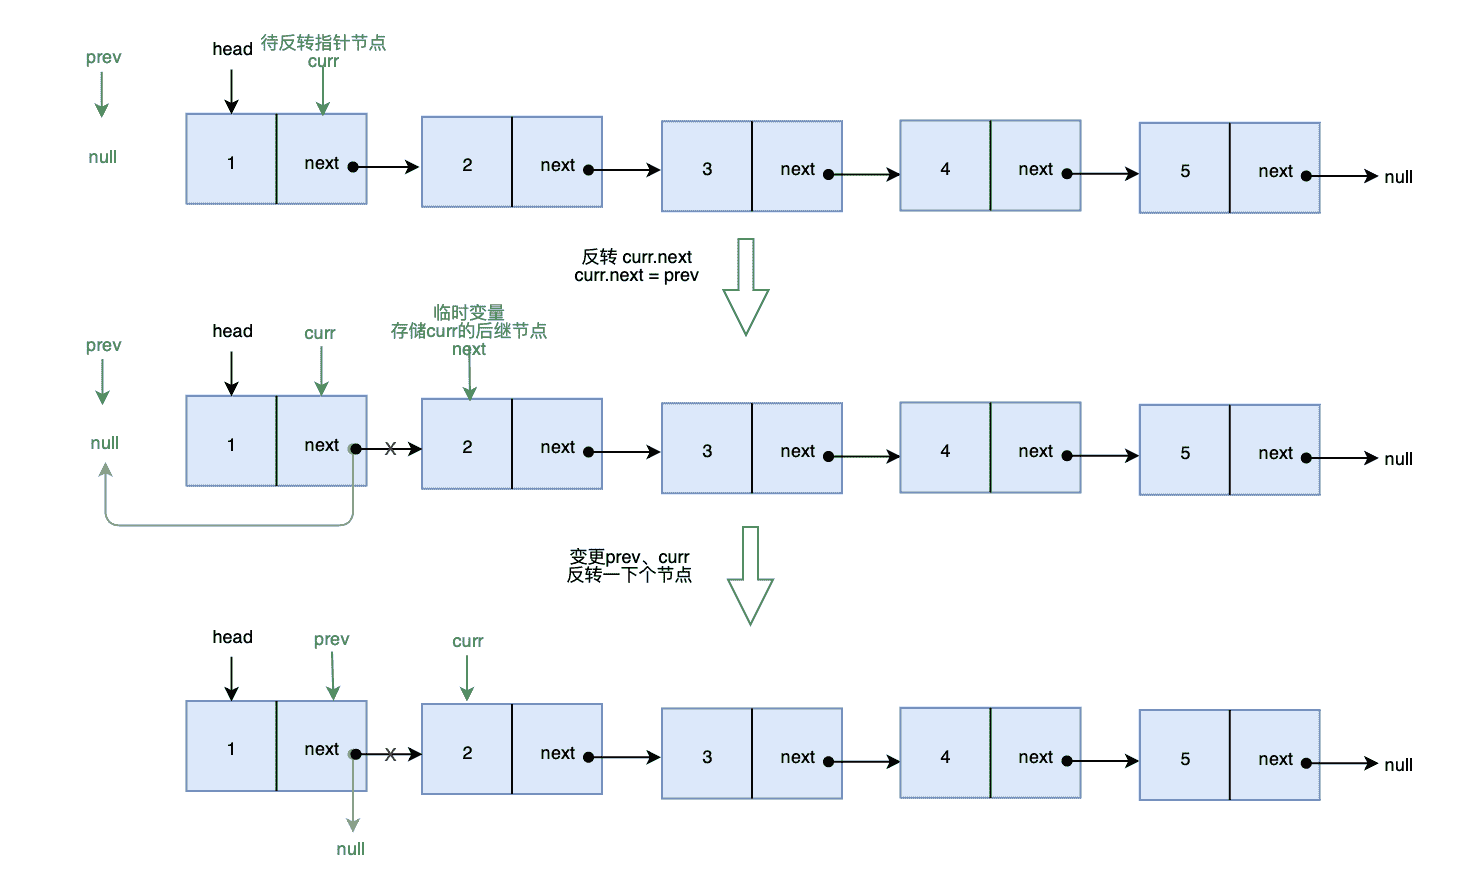 prev
head
待反转指针节点
curr
null
1
next
2
next
3
next
4
next
5
next
null
反转 curr.next
curr.next = prev
临时变量
存储curr的后继节点
next
prev
head
curr
null
1
next
X
2
next
3
next
4
next
5
next
null
变更prev、curr
反转一下个节点
head
prev
curr
1
next
X
2
next
3
next
4
next
5
next
null
null